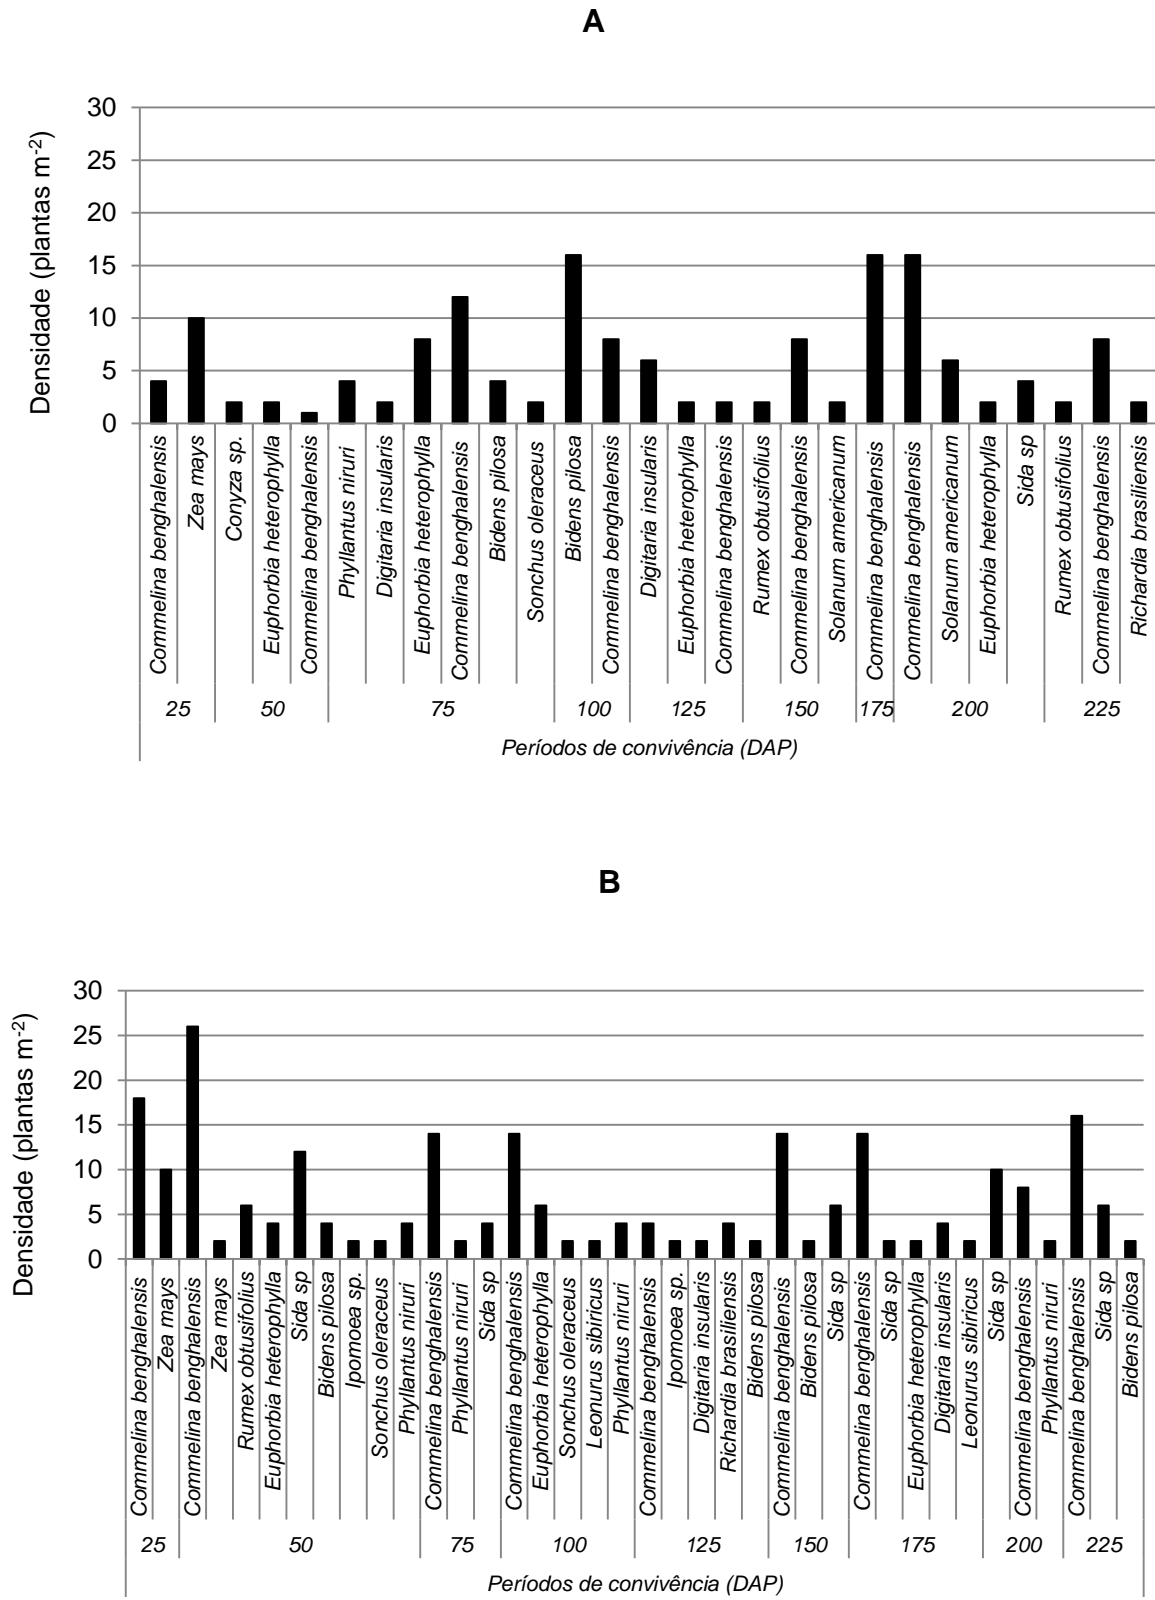 A
30
25
20
15
10
5
0
Densidade (plantas m-2)
Commelina benghalensis
Zea mays
Conyza sp.
Euphorbia heterophylla
Commelina benghalensis
Phyllantus niruri
Digitaria insularis
Euphorbia heterophylla
Commelina benghalensis
Bidens pilosa
Sonchus oleraceus
Bidens pilosa
Commelina benghalensis
Digitaria insularis
Euphorbia heterophylla
Commelina benghalensis
Rumex obtusifolius
Commelina benghalensis
Solanum americanum
Commelina benghalensis
Commelina benghalensis
Solanum americanum
Euphorbia heterophylla
Sida sp
Rumex obtusifolius
Commelina benghalensis
Richardia brasiliensis
25 50 75 100 125 150 175 200 225
Períodos de convivência (DAP)
B
30
25
20
15
10
5
0
Densidade (plantas m-2)
Commelina benghalensis
Zea mays
Commelina benghalensis
Zea mays
Rumex obtusifolius
Euphorbia heterophylla
Sida sp
Bidens pilosa
Ipomoea sp.
Sonchus oleraceus
Phyllantus niruri
Commelina benghalensis
Phyllantus niruri
Sida sp
Commelina benghalensis
Euphorbia heterophylla
Sonchus oleraceus
Leonurus sibiricus
Phyllantus niruri
Commelina benghalensis
Ipomoea sp.
Digitaria insularis
Richardia brasiliensis
Bidens pilosa
Commelina benghalensis
Bidens pilosa
Sida sp
Commelina benghalensis
Sida sp
Euphorbia heterophylla
Digitaria insularis
Leonurus sibiricus
Sida sp
Commelina benghalensis
Phyllantus niruri
Commelina benghalensis
Sida sp
Bidens pilosa
25 50 75 100 125 150 175 200 225
Períodos de convivência (DAP)